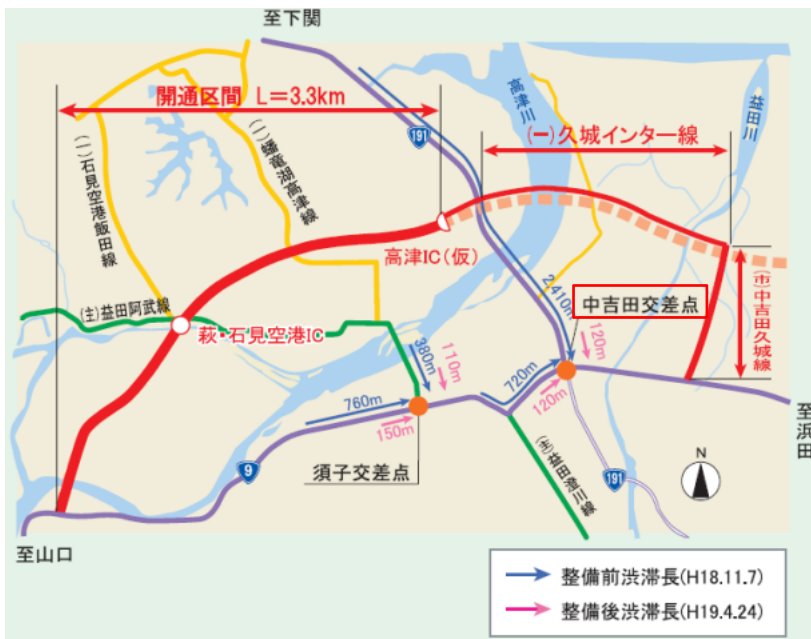 至下関
開通区間 L=3.3km
191
高津川
益田川
(一)久城インター線
(一)石見空港飯田線
(一)蟠竜湖高津線
高津IC(仮)
2,410m
中吉田交差点
(市)中吉田久城線
(主)益田阿武線
萩・石見空港IC
380m
110m
120m
720m
120m
760m
150m
至浜田
須子交差点
9
(主)益田澄川線
191
N
至山口
整備前渋滞長(H18.11.7)
整備後渋滞長(H19.4.24)